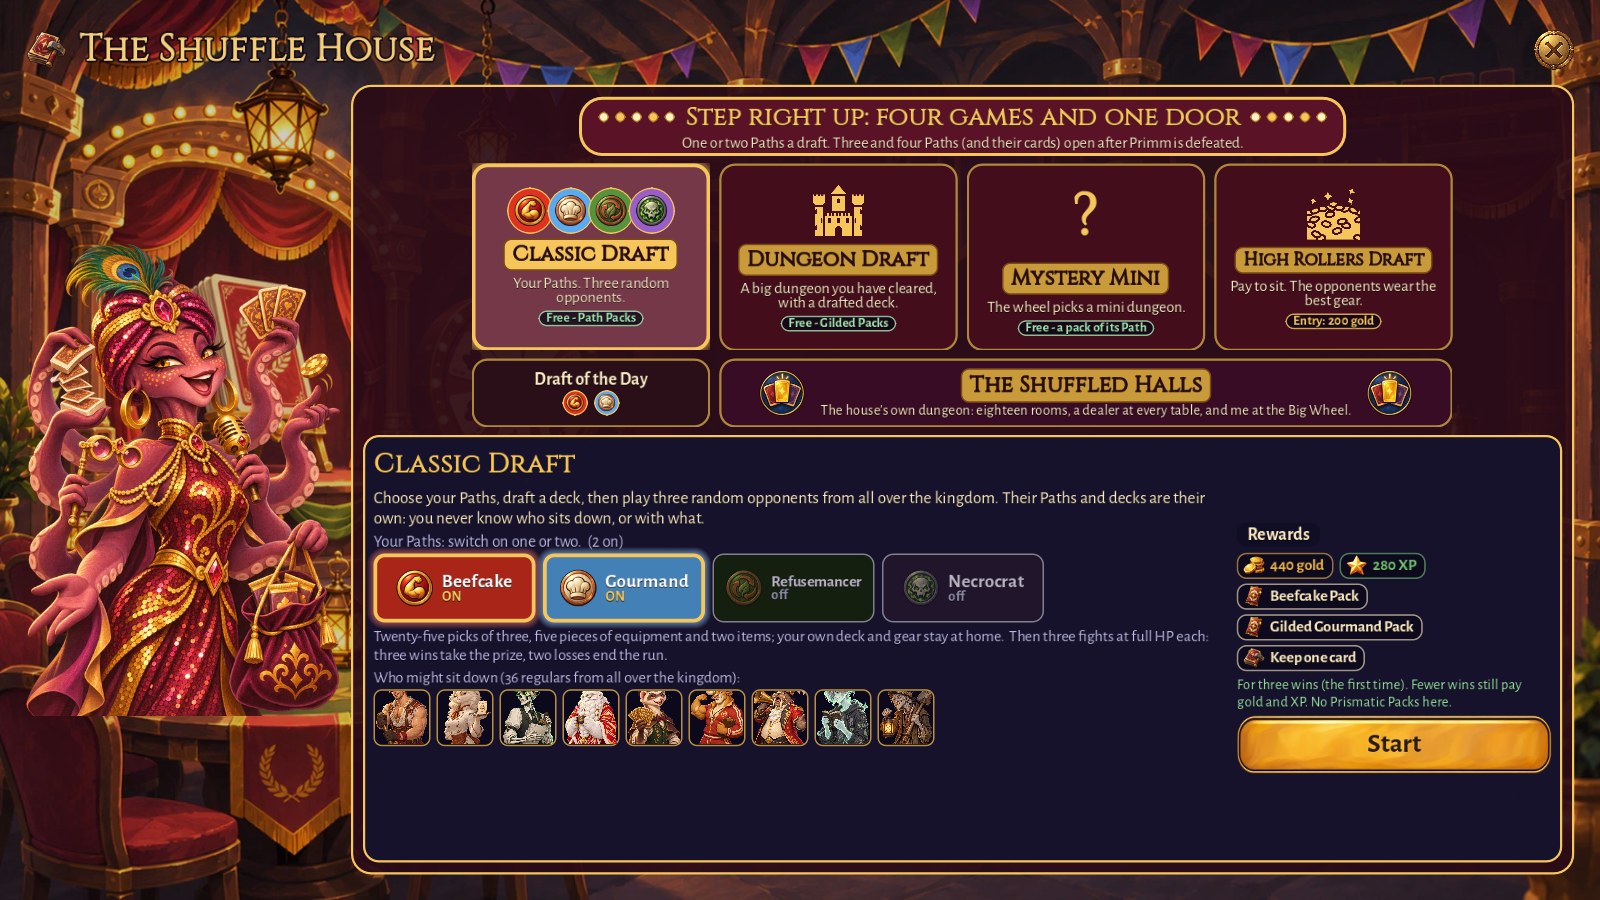 The Shuffle House
Step right up: four games and one door
One or two Paths a draft. Three and four Paths (and their cards) open after Primm is defeated.
Classic Draft
Your Paths. Three random
opponents.
Free - Path Packs
Dungeon Draft
A big dungeon you have cleared,
with a drafted deck.
Free - Gilded Packs
?
Mystery Mini
The wheel picks a mini dungeon.
Free - a pack of its Path
High Rollers Draft
Pay to sit. The opponents wear the
best gear.
Entry: 200 gold
Draft of the Day
The Shuffled Halls
The house's own dungeon: eighteen rooms, a dealer at every table, and me at the Big Wheel.
Classic Draft
Choose your Paths, draft a deck, then play three random opponents from all over the kingdom. Their Paths and decks are their
own: you never know who sits down, or with what.
Your Paths: switch on one or two. (2 on)
Beefcake
ON
Gourmand
ON
Refusemancer
off
Necrocrat
off
Twenty-five picks of three, five pieces of equipment and two items; your own deck and gear stay at home. Then three fights at full HP each:
three wins take the prize, two losses end the run.
Who might sit down (36 regulars from all over the kingdom):
Rewards
440 gold
280 XP
Beefcake Pack
Gilded Gourmand Pack
Keep one card
For three wins (the first time). Fewer wins still pay
gold and XP. No Prismatic Packs here.
Start